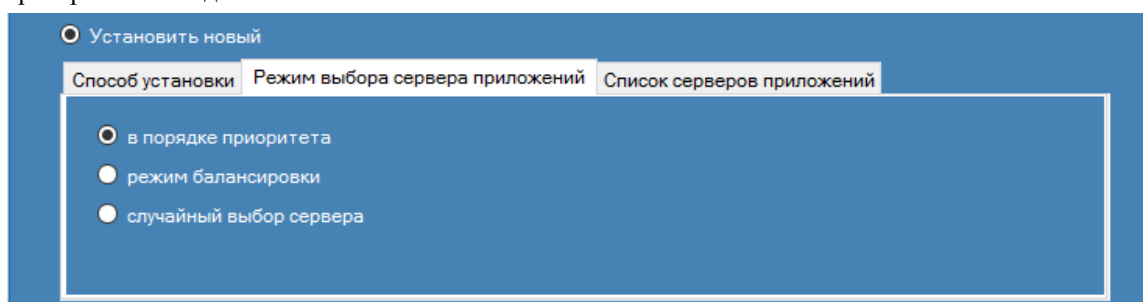 Установить новый
Способ установки Режим выбора сервера приложений Список серверов приложений
в порядке приоритета
режим балансировки
случайный выбор сервера